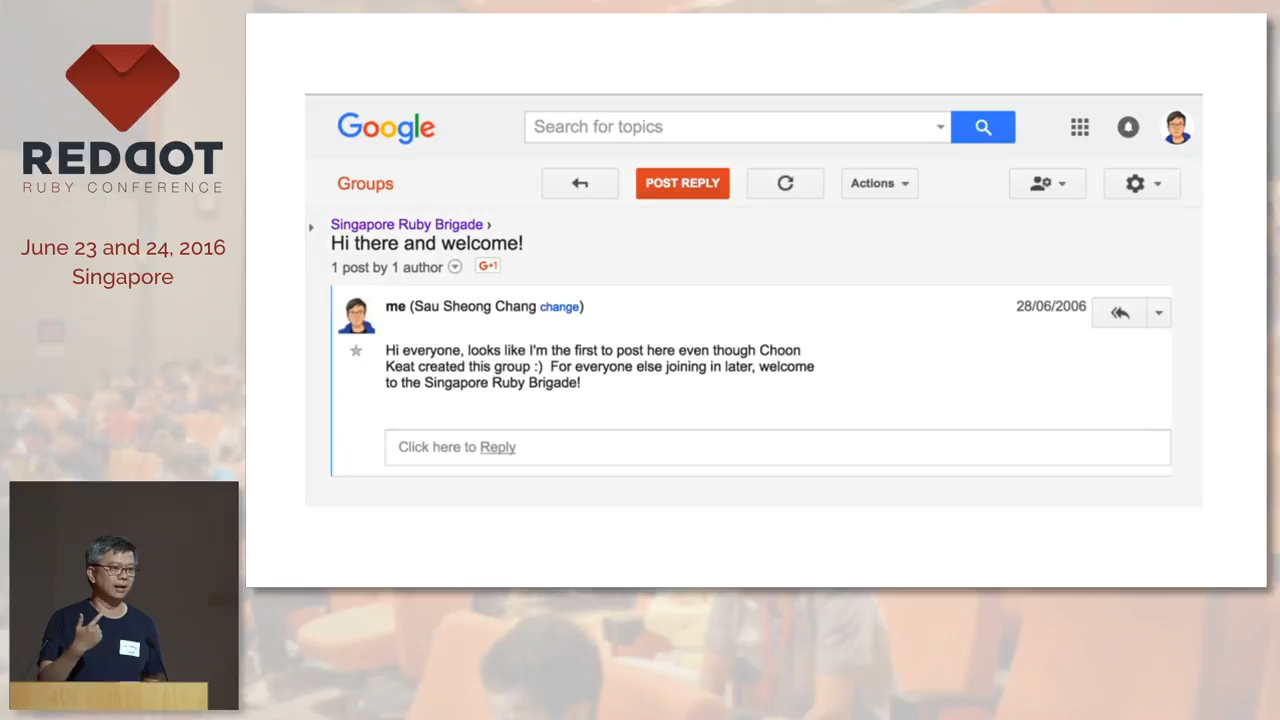 REDDOT
RUBY CONFERENCE
June 23 and 24, 2016
Singapore
Google
Search for topics
Groups
POST REPLY
Actions
Singapore Ruby Brigade ›
Hi there and welcome!
1 post by 1 author
G+1
me (Sau Sheong Chang change)
28/06/2006
Hi everyone, looks like I'm the first to post here even though Choon
Keat created this group :)  For everyone else joining in later, welcome
to the Singapore Ruby Brigade!
Click here to Reply